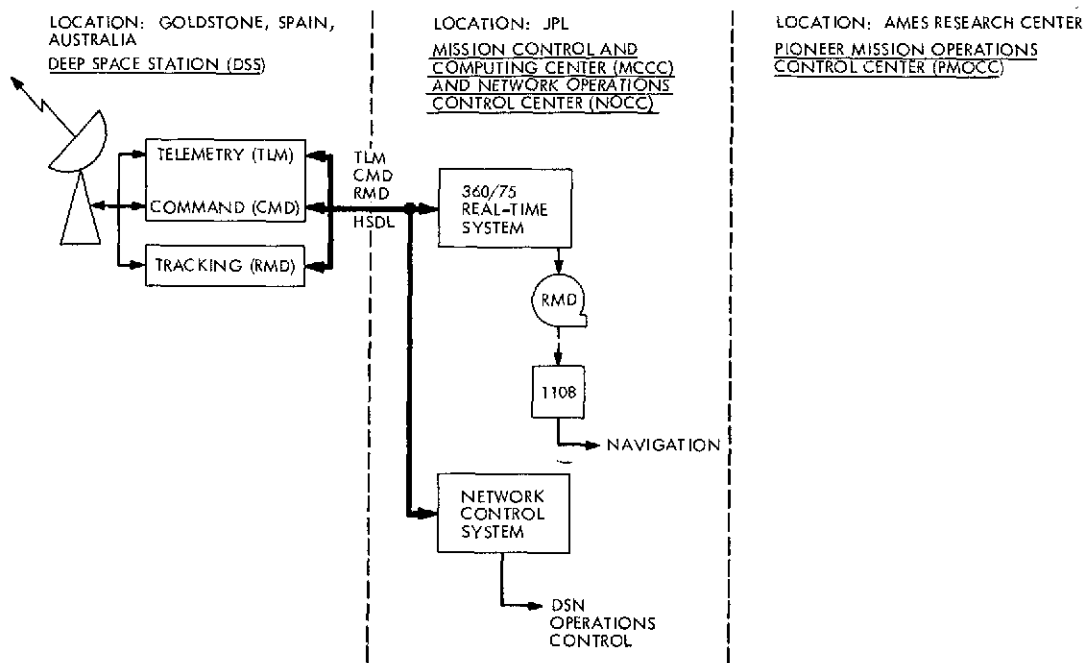 LOCATION: GOLDSTONE, SPAIN,
AUSTRALIA
DEEP SPACE STATION (DSS)
LOCATION: JPL
MISSION CONTROL AND
COMPUTING CENTER (MCCC)
AND NETWORK OPERATIONS
CONTROL CENTER (NOCC)
LOCATION: AMES RESEARCH CENTER
PIONEER MISSION OPERATIONS
CONTROL CENTER (PMOCC)
TELEMETRY (TLM)
COMMAND (CMD)
TRACKING (RMD)
TLM
CMD
RMD
HSDL
360/75
REAL-TIME
SYSTEM
RMD
1108
NAVIGATION
NETWORK
CONTROL
SYSTEM
DSN
OPERATIONS
CONTROL